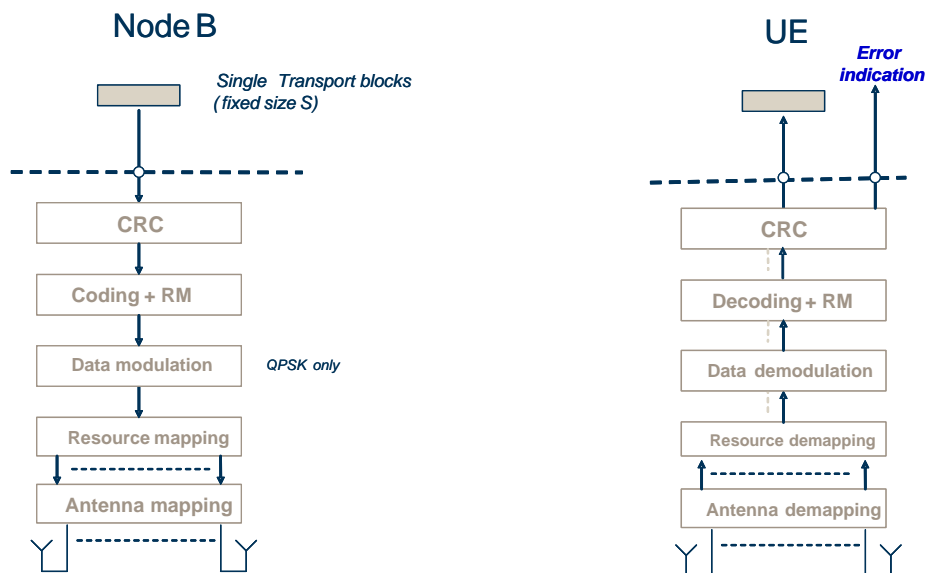 Node B
Single Transport blocks
(fixed size S)
CRC
Coding + RM
Data modulation
QPSK only
Resource mapping
Antenna mapping
UE
Error
indication
CRC
Decoding + RM
Data demodulation
Resource demapping
Antenna demapping